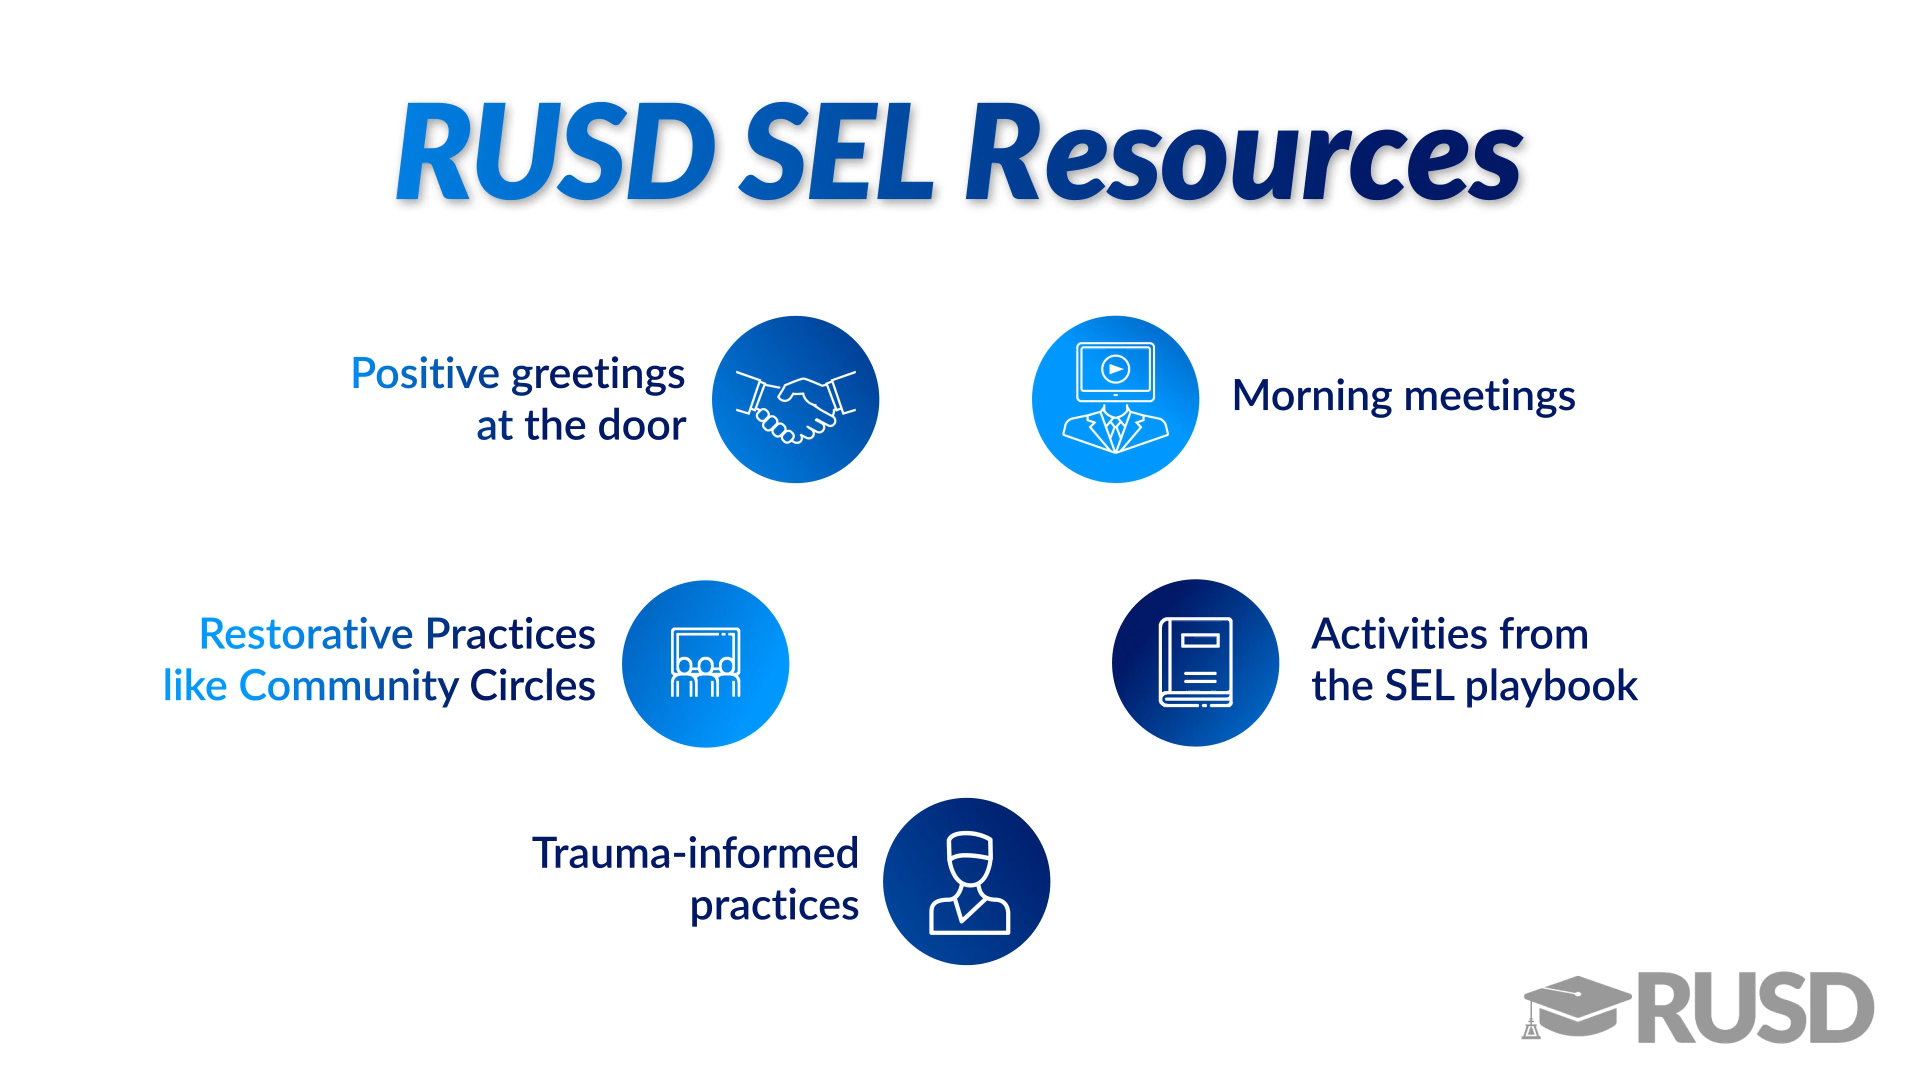 RUSD SEL Resources
Positive greetings
at the door
Morning meetings
Restorative Practices
like Community Circles
Activities from
the SEL playbook
Trauma-informed
practices
RUSD